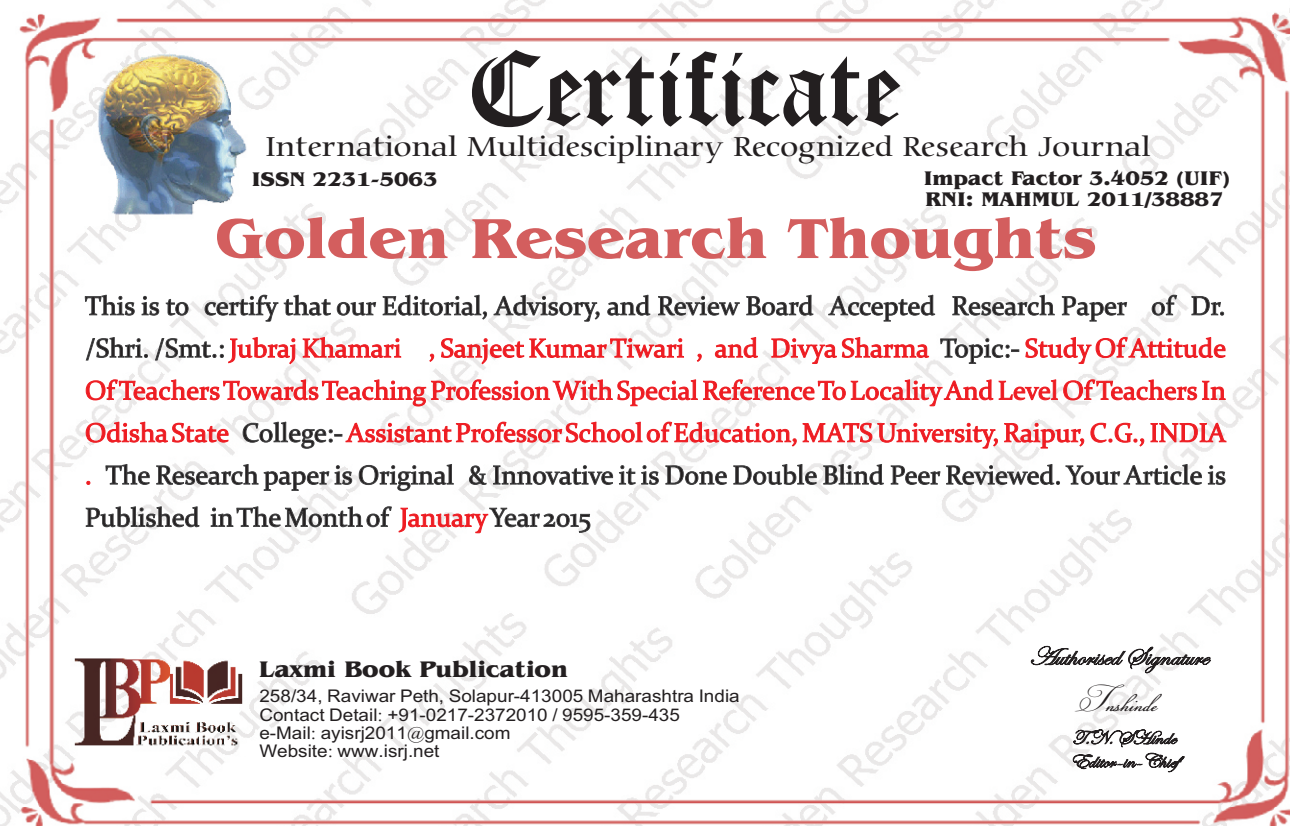 Certificate
International Multidesciplinary Recognized Research Journal
ISSN 2231-5063
Impact Factor 3.4052 (UIF)
RNI: MAHMUL 2011/38887
Golden Research Thoughts
This is to certify that our Editorial, Advisory, and Review Board Accepted Research Paper of Dr.
/Shri. /Smt.: Jubraj Khamari , Sanjeet Kumar Tiwari , and Divya Sharma Topic:- Study Of Attitude
Of Teachers Towards Teaching Profession With Special Reference To Locality And Level Of Teachers In
Odisha State College:- Assistant Professor School of Education, MATS University, Raipur, C.G., INDIA
. The Research paper is Original & Innovative it is Done Double Blind Peer Reviewed. Your Article is
Published in The Month of January Year 2015
LBP
Laxmi Book
Publication's
Laxmi Book Publication
258/34, Raviwar Peth, Solapur-413005 Maharashtra India
Contact Detail: +91-0217-2372010 / 9595-359-435
e-Mail: ayisrj2011@gmail.com
Website: www.isrj.net
Authorised Signature
Tnshinde
T.N. SHinde
Editor-in-Chief